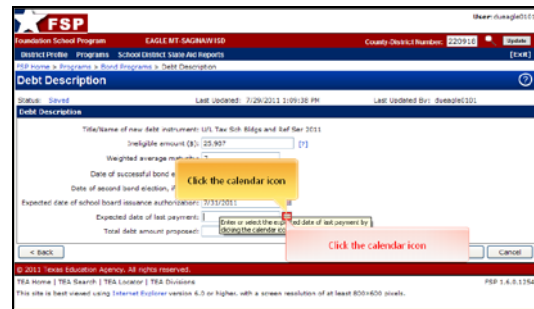 FSP
User: dueagle0101
Foundation School Program EAGLE MT-SAGINAW ISD County-District Number: 220918 Update
District Profile Programs School District State Aid Reports [Exit]
FSP Home > Programs > Bond Programs > Debt Description
Debt Description
Status: Saved Last Updated: 7/29/2011 1:09:38 PM Last Updated By: dueagle0101
Debt Description
Title/Name of new debt instrument: U/L Tax Sch Bldgs and Ref Ser 2011
Ineligible amount ($): 25,907 [?]
Weighted average maturity:
Date of successful bond
Click the calendar icon
Date of second bond election, if
Expected date of school board issuance authorization: 7/31/2011
Expected date of last payment:
Enter or select the expected date of last payment by
clicking the calendar
Total debt amount proposed:
Click the calendar icon
< Back Cancel
© 2011 Texas Education Agency. All rights reserved.
TEA Home | TEA Search | TEA Locator | TEA Divisions FSP 1.6.0.1254
This site is best viewed using Internet Explorer version 6.0 or higher, with a screen resolution of at least 800x600 pixels.